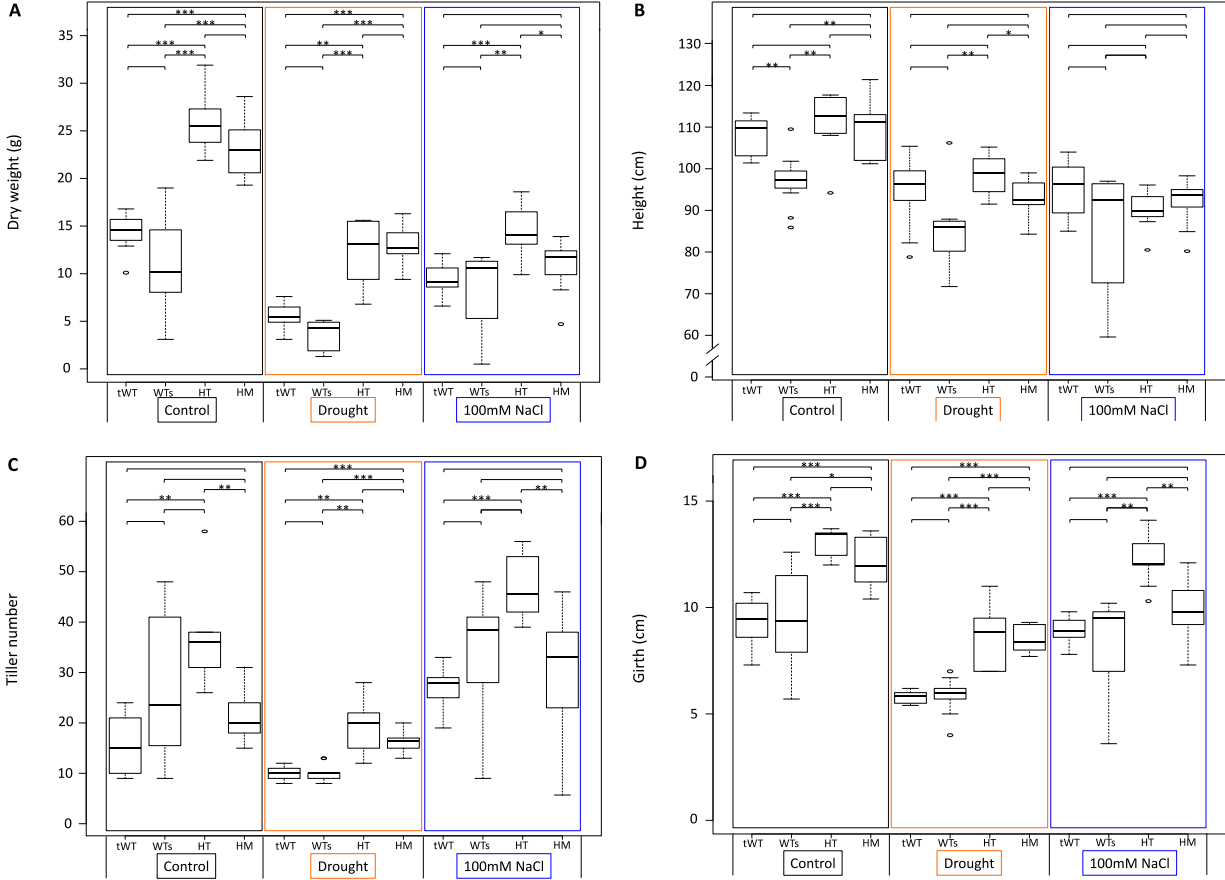 A
Dry weight (g)
35
30
25
20
15
10
5
0
*** *** *** ***
*** *** ** ***
*** * *** **
tWT WTs HT HM
tWT WTs HT HM
tWT WTs HT HM
Control Drought 100mM NaCl
B
Height (cm)
130
120
110
100
90
80
70
60
0
** ** **
* **
tWT WTs HT HM
tWT WTs HT HM
tWT WTs HT HM
Control Drought 100mM NaCl
C
Tiller number
60
50
40
30
20
10
0
** **
*** *** ** **
** ***
tWT WTs HT HM
tWT WTs HT HM
tWT WTs HT HM
Control Drought 100mM NaCl
D
Girth (cm)
15
10
5
0
*** * *** ***
*** *** *** ***
** *** **
tWT WTs HT HM
tWT WTs HT HM
tWT WTs HT HM
Control Drought 100mM NaCl